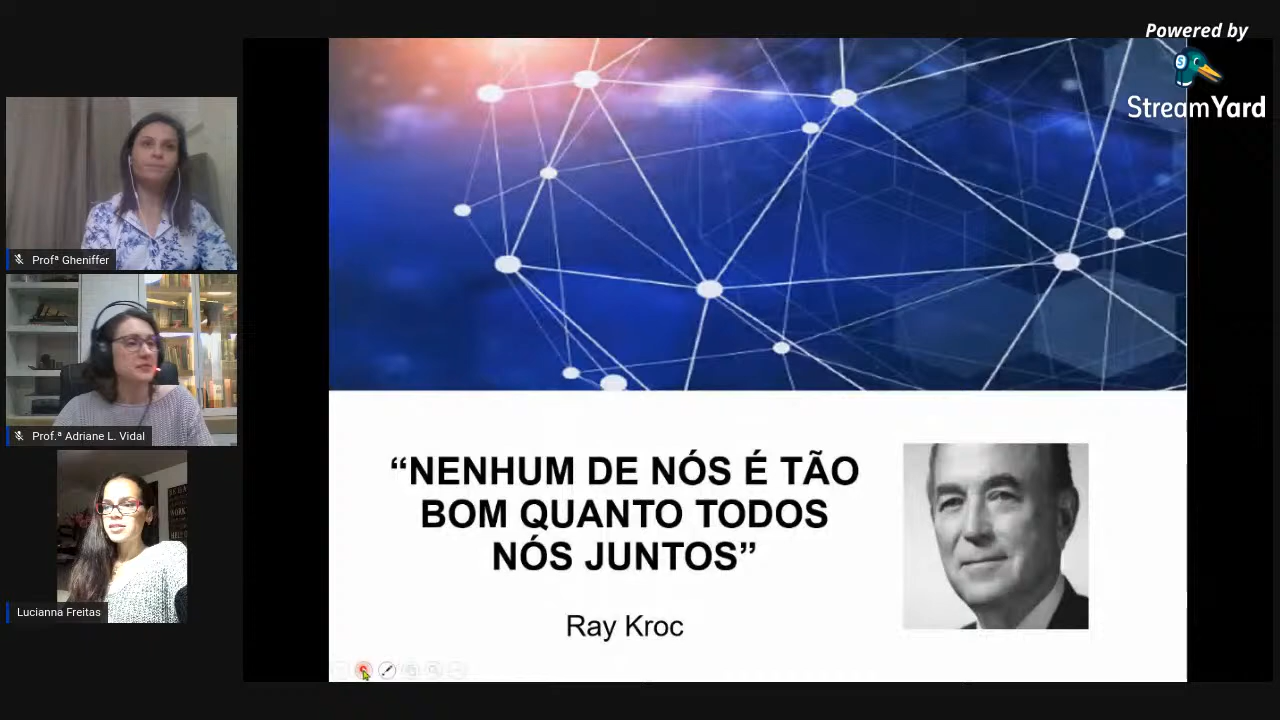 Powered by
StreamYard
Profª Gheniffer
Prof.ª Adriane L. Vidal
Lucianna Freitas
“NENHUM DE NÓS É TÃO
BOM QUANTO TODOS
NÓS JUNTOS”
Ray Kroc